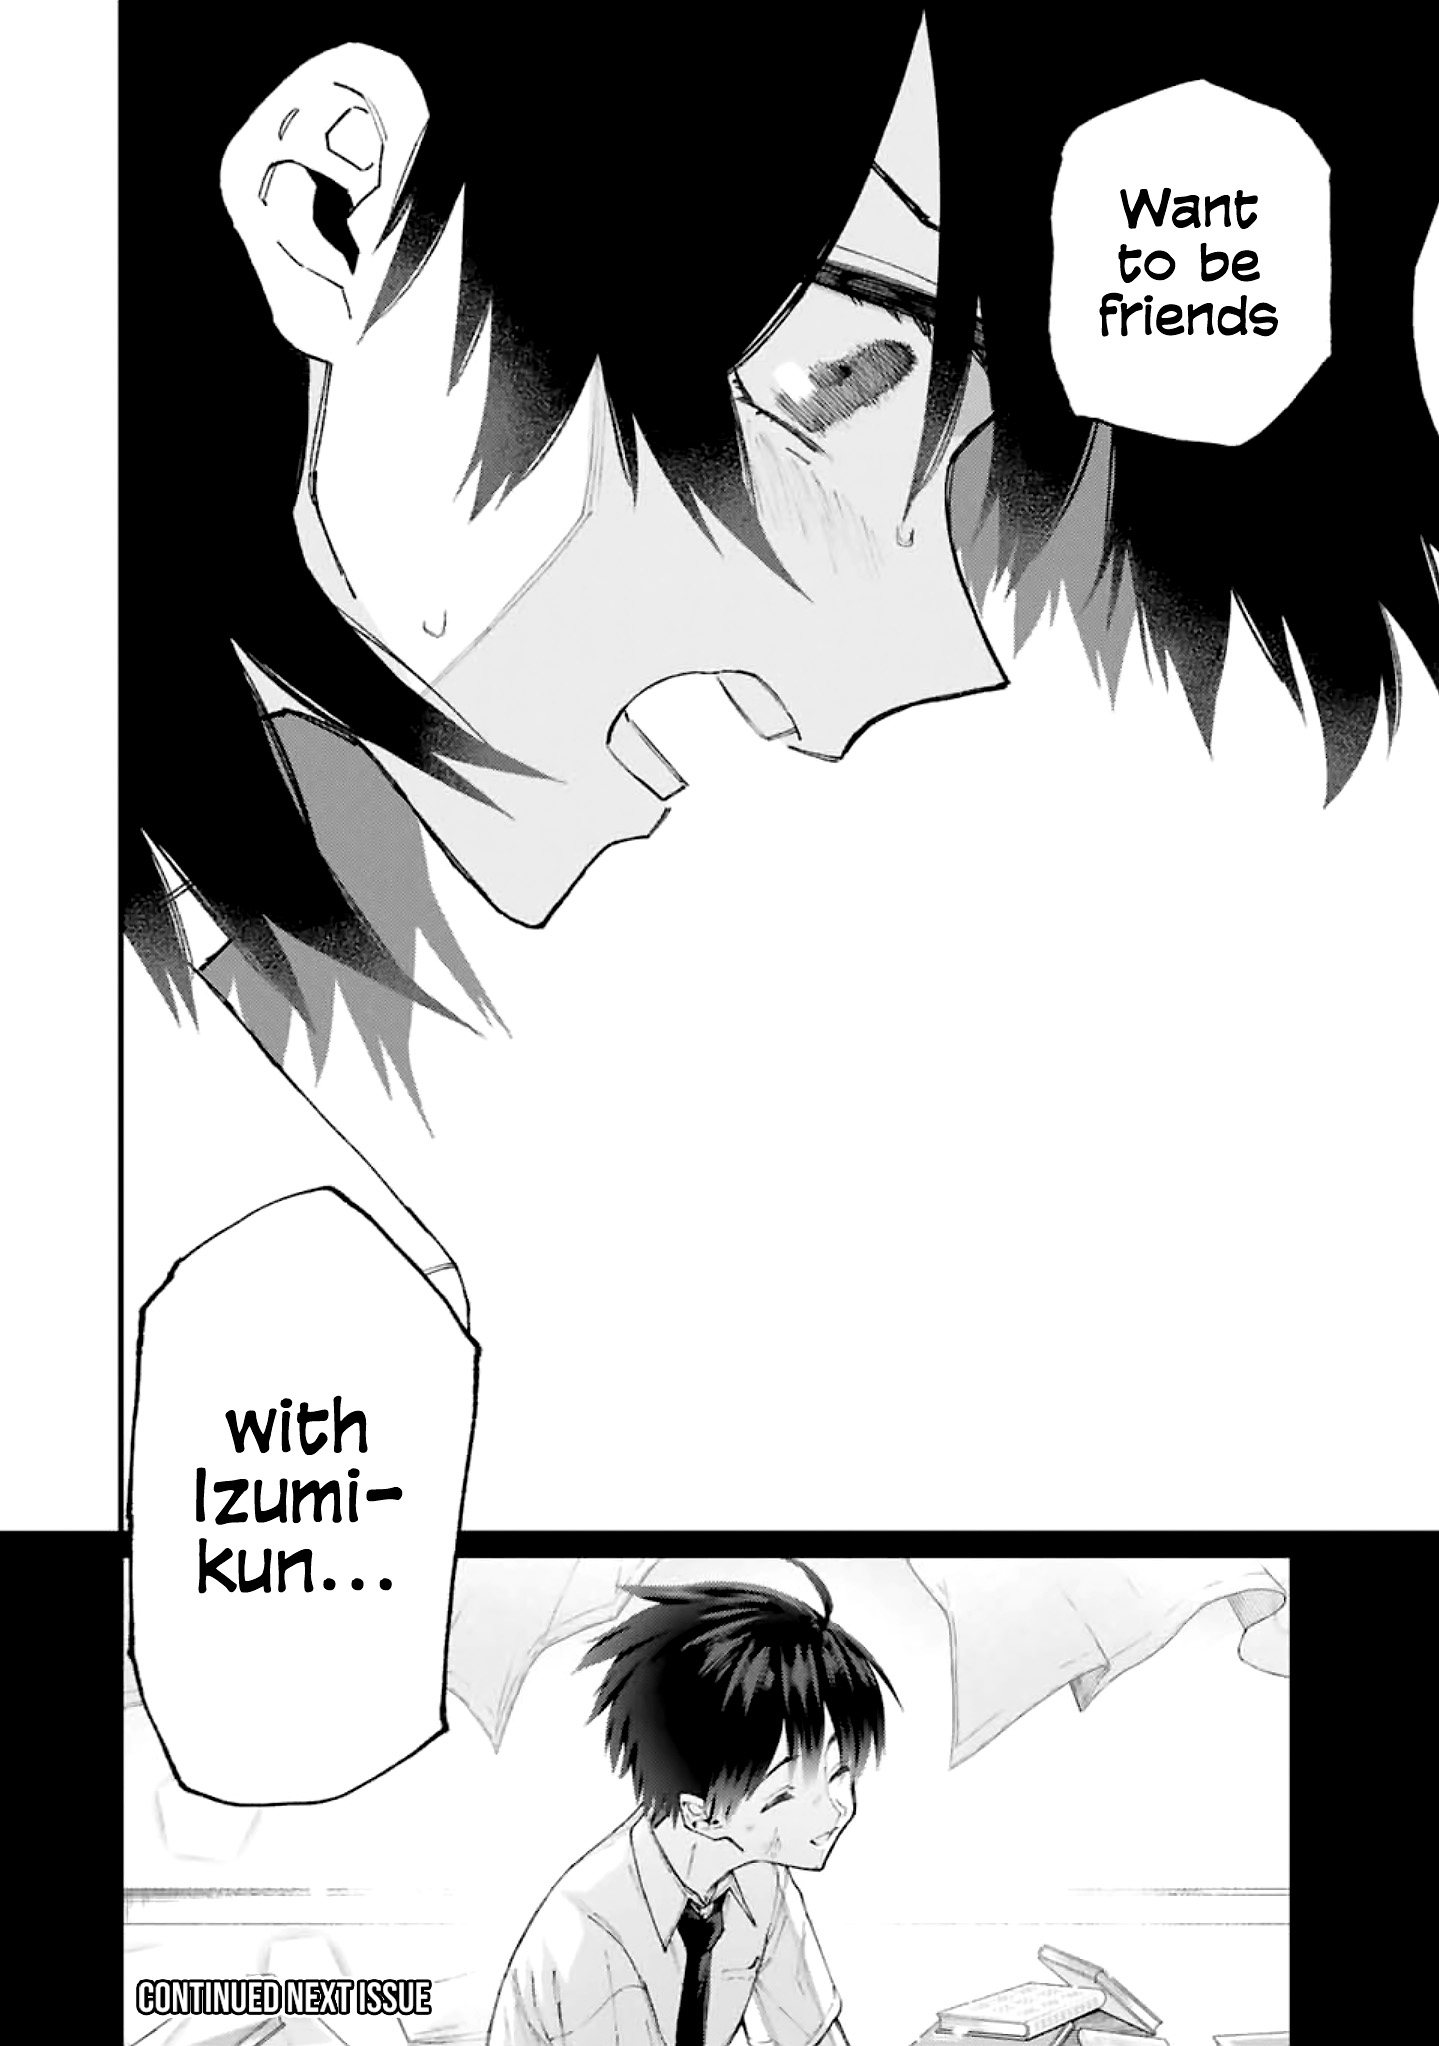 Want
to be
friends
with
Izumi-
kun...
CONTINUED NEXT ISSUE